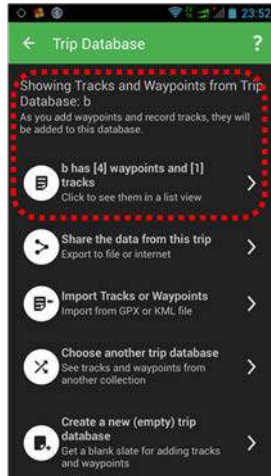 23:52
Trip Database
?
Showing Tracks and Waypoints from Trip
Database: b
As you add waypoints and record tracks, they will
be added to this database.
b has [4] waypoints and [1]
tracks
Click to see them in a list view
Share the data from this trip
Export to file or internet
Import Tracks or Waypoints
Import from GPX or KML file
Choose another trip database
See tracks and waypoints from
another collection
Create a new (empty) trip
database
Get a blank slate for adding tracks
and waypoints